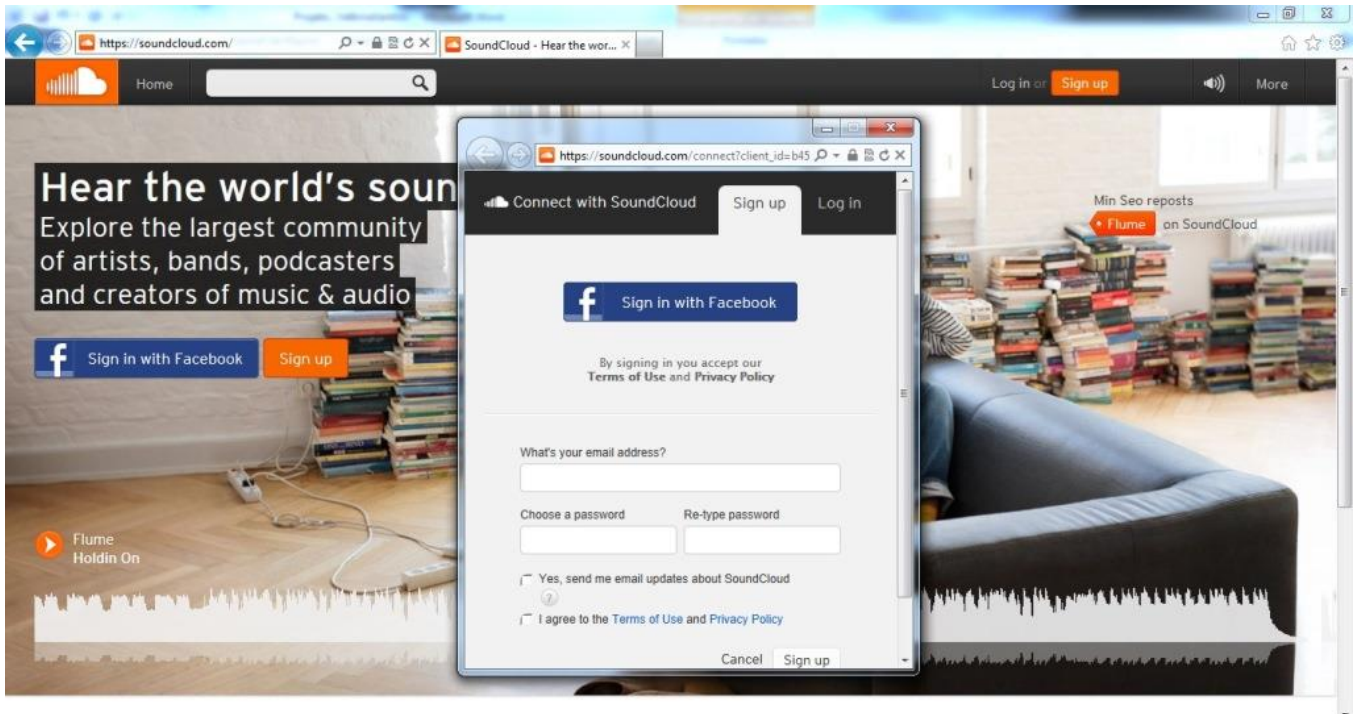 https://soundcloud.com/
SoundCloud - Hear the wor...
Home
Log in or Sign up
More
Hear the world's soun
Explore the largest community
of artists, bands, podcasters
and creators of music & audio
Sign in with Facebook
Sign up
Flume
Holdin On
https://soundcloud.com/connect?client_id=b45
Connect with SoundCloud
Sign up
Log in
Sign in with Facebook
By signing in you accept our
Terms of Use and Privacy Policy
What's your email address?
Choose a password
Re-type password
Yes, send me email updates about SoundCloud
?
I agree to the Terms of Use and Privacy Policy
Cancel
Sign up
Min Seo reposts
Flume on SoundCloud